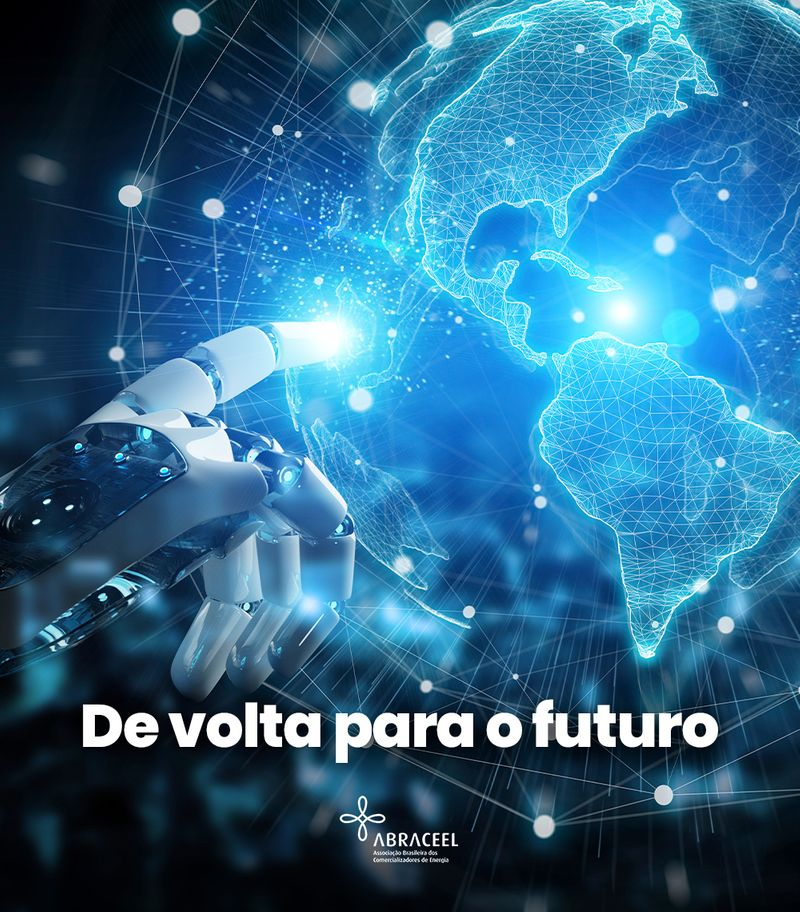 De volta para o futuro
ABRACEEL
Associação Brasileira dos
Comercializadores de Energia